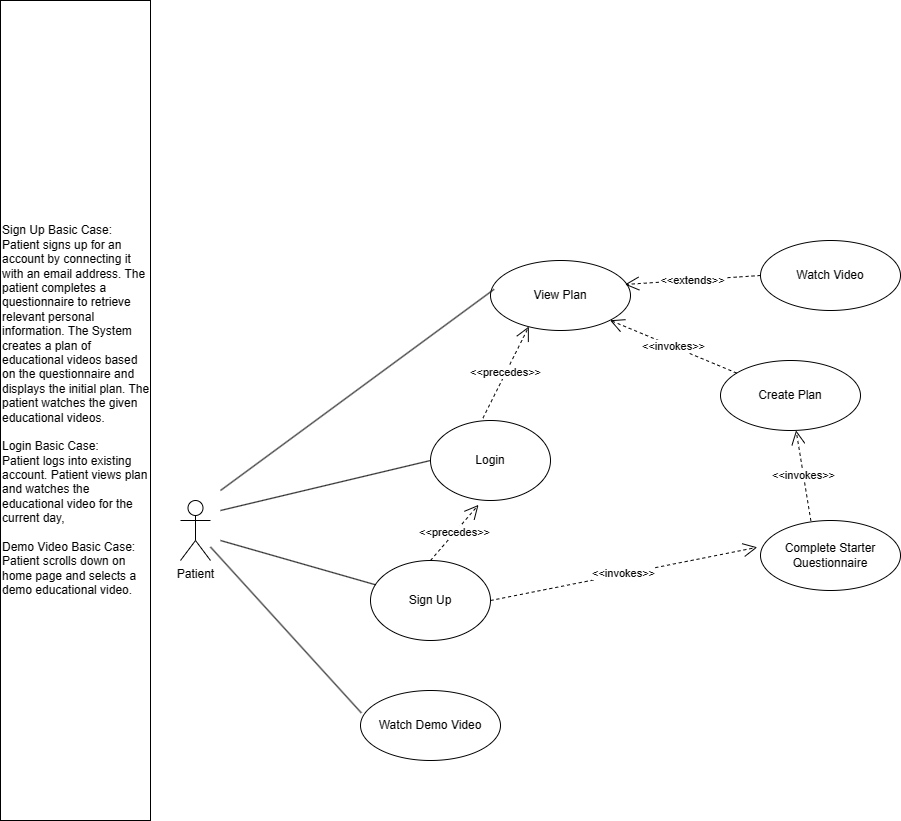 Sign Up Basic Case:
Patient signs up for an
account by connecting it
with an email address. The
patient completes a
questionnaire to retrieve
relevant personal
information. The System
creates a plan of
educational videos based
on the questionnaire and
displays the initial plan. The
patient watches the given
educational videos.
Login Basic Case:
Patient logs into existing
account. Patient views plan
and watches the
educational video for the
current day,
Demo Video Basic Case:
Patient scrolls down on
home page and selects a
demo educational video.
Patient
View Plan
<<extends>>
Watch Video
<<invokes>>
<<precedes>>
Create Plan
Login
<<invokes>>
<<precedes>>
Complete Starter
Questionnaire
<<invokes>>
Sign Up
Watch Demo Video